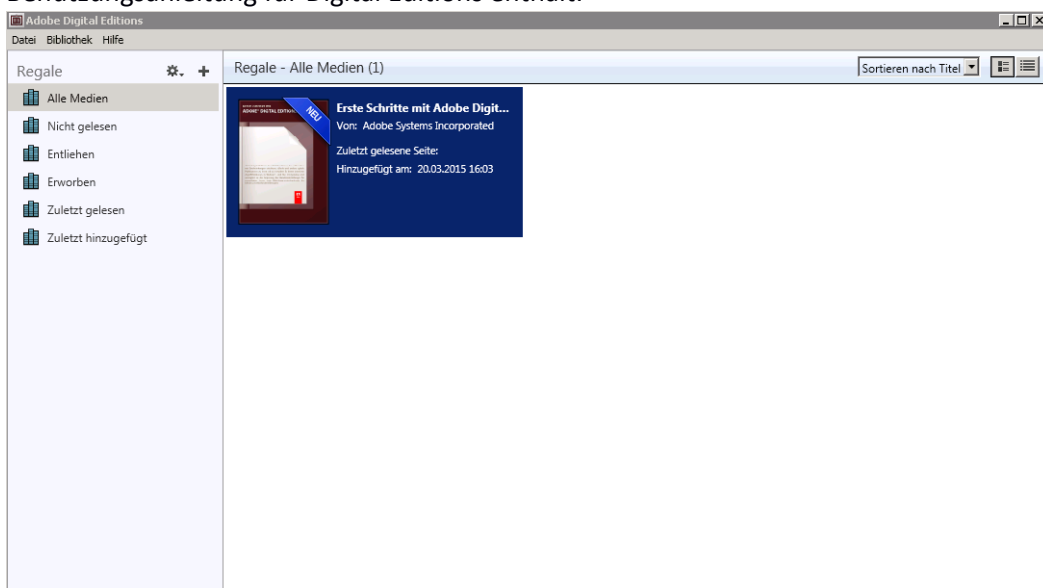 Benutzungsanleitung für Digital Editions enthält.
Adobe Digital Editions
Datei Bibliothek Hilfe
Regale
Regale - Alle Medien (1)
Sortieren nach Titel
Alle Medien
Nicht gelesen
Entliehen
Erworben
Zuletzt gelesen
Zuletzt hinzugefügt
NEU
Erste Schritte mit Adobe Digit...
Von: Adobe Systems Incorporated
Zuletzt gelesene Seite:
Hinzugefügt am: 20.03.2015 16:03